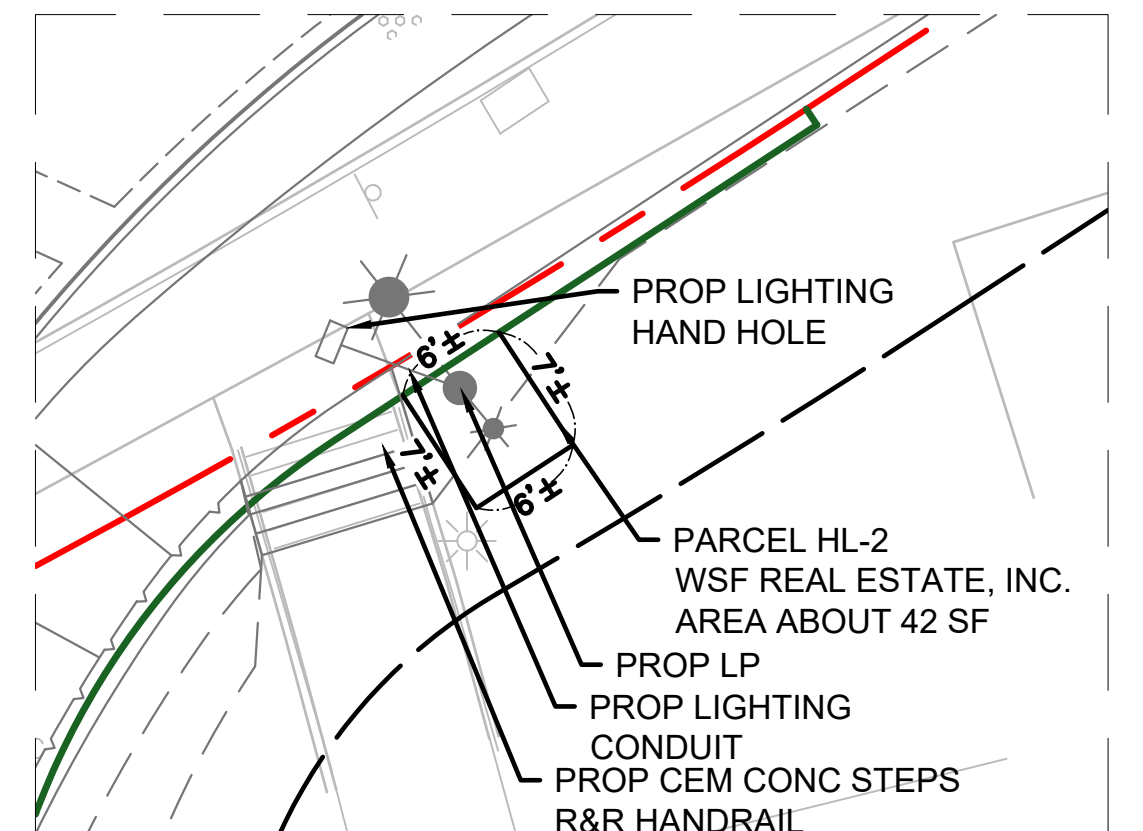 PROP LIGHTING
HAND HOLE
6'±
7'±
7'±
6'±
PARCEL HL-2
WSF REAL ESTATE, INC.
AREA ABOUT 42 SF
PROP LP
PROP LIGHTING
CONDUIT
PROP CEM CONC STEPS
R&R HANDRAIL